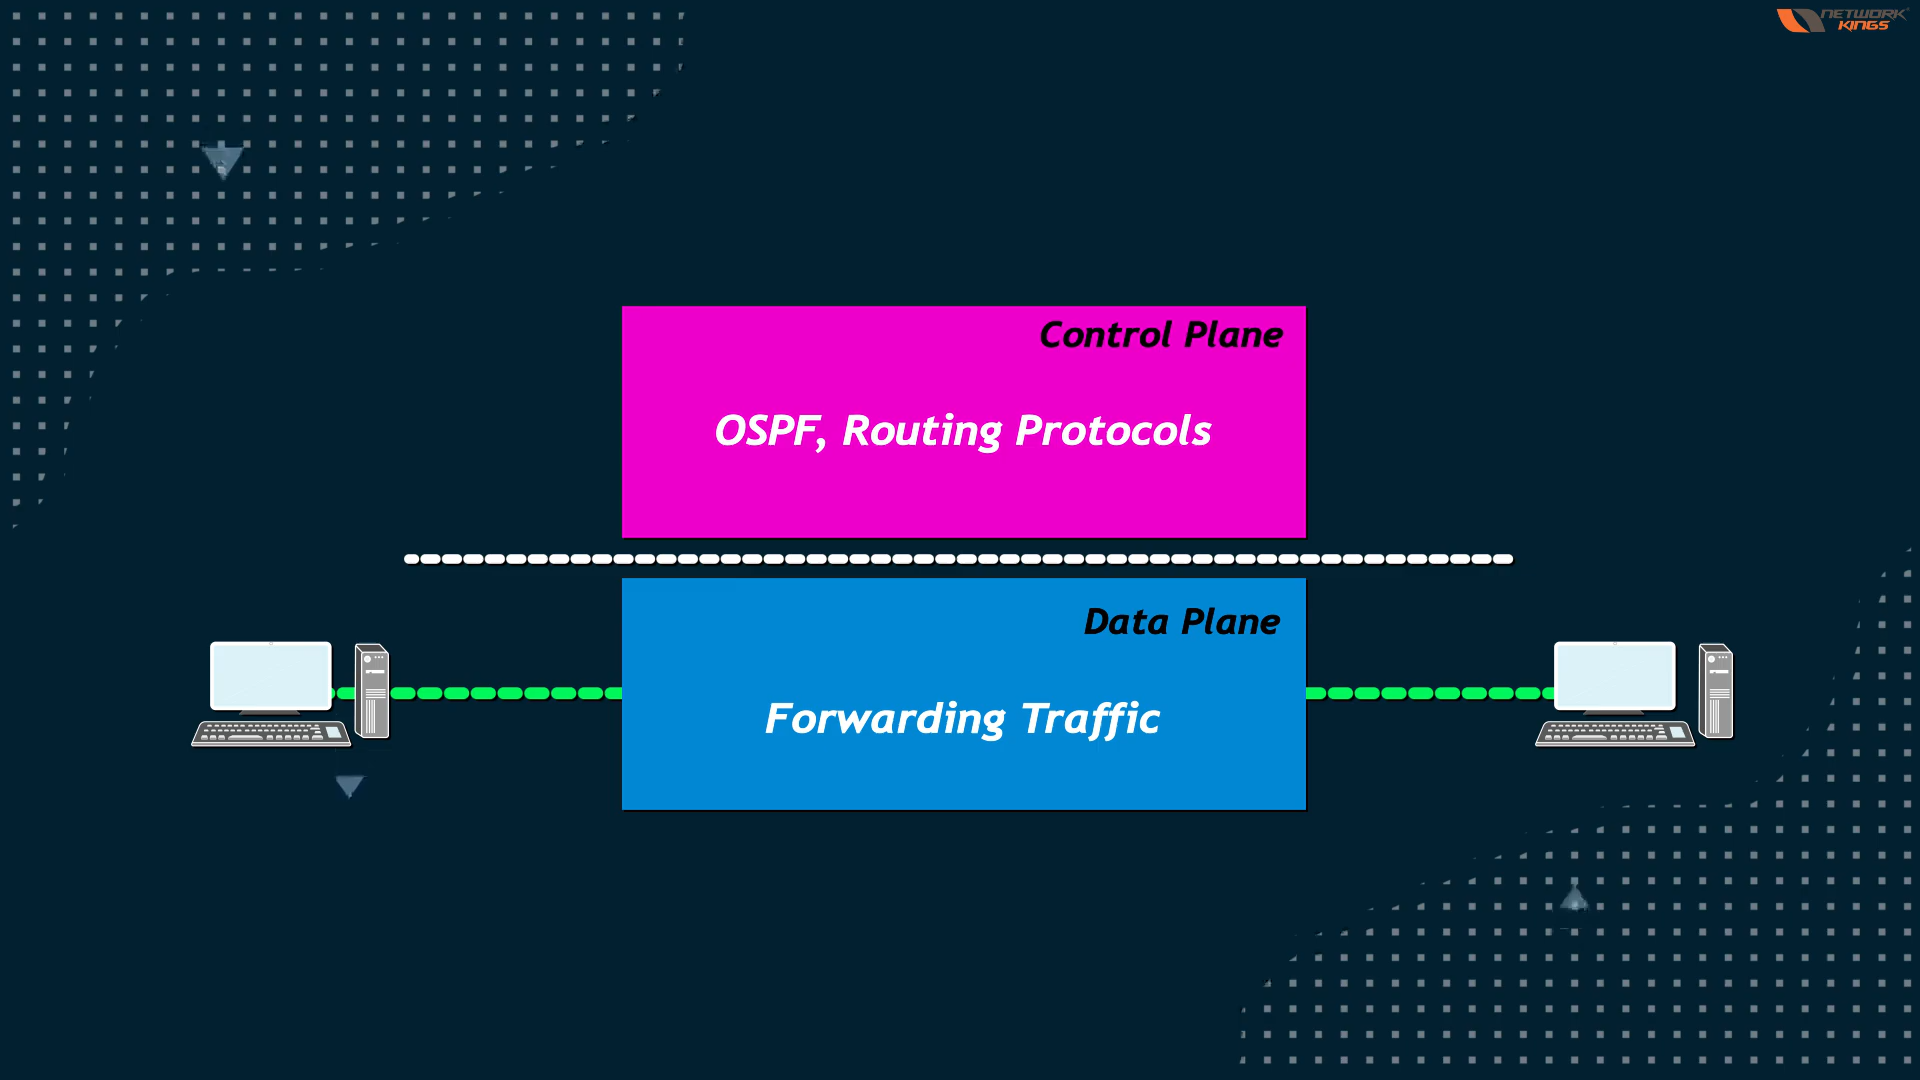 NETWORK
KINGS
Control Plane
OSPF, Routing Protocols
Data Plane
Forwarding Traffic